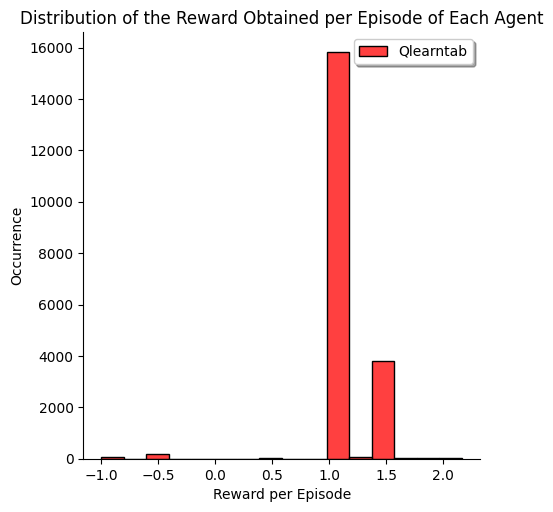 Distribution of the Reward Obtained per Episode of Each Agent
Qlearntab
16000
14000
12000
10000
8000
6000
4000
2000
0
Occurrence
−1.0 −0.5 0.0 0.5 1.0 1.5 2.0
Reward per Episode